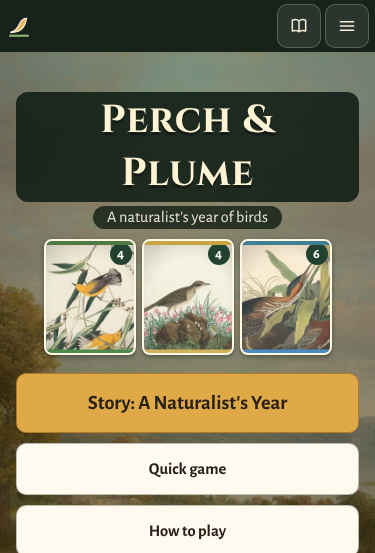 Perch &
Plume
A naturalist's year of birds
4
4
6
Story: A Naturalist's Year
Quick game
How to play